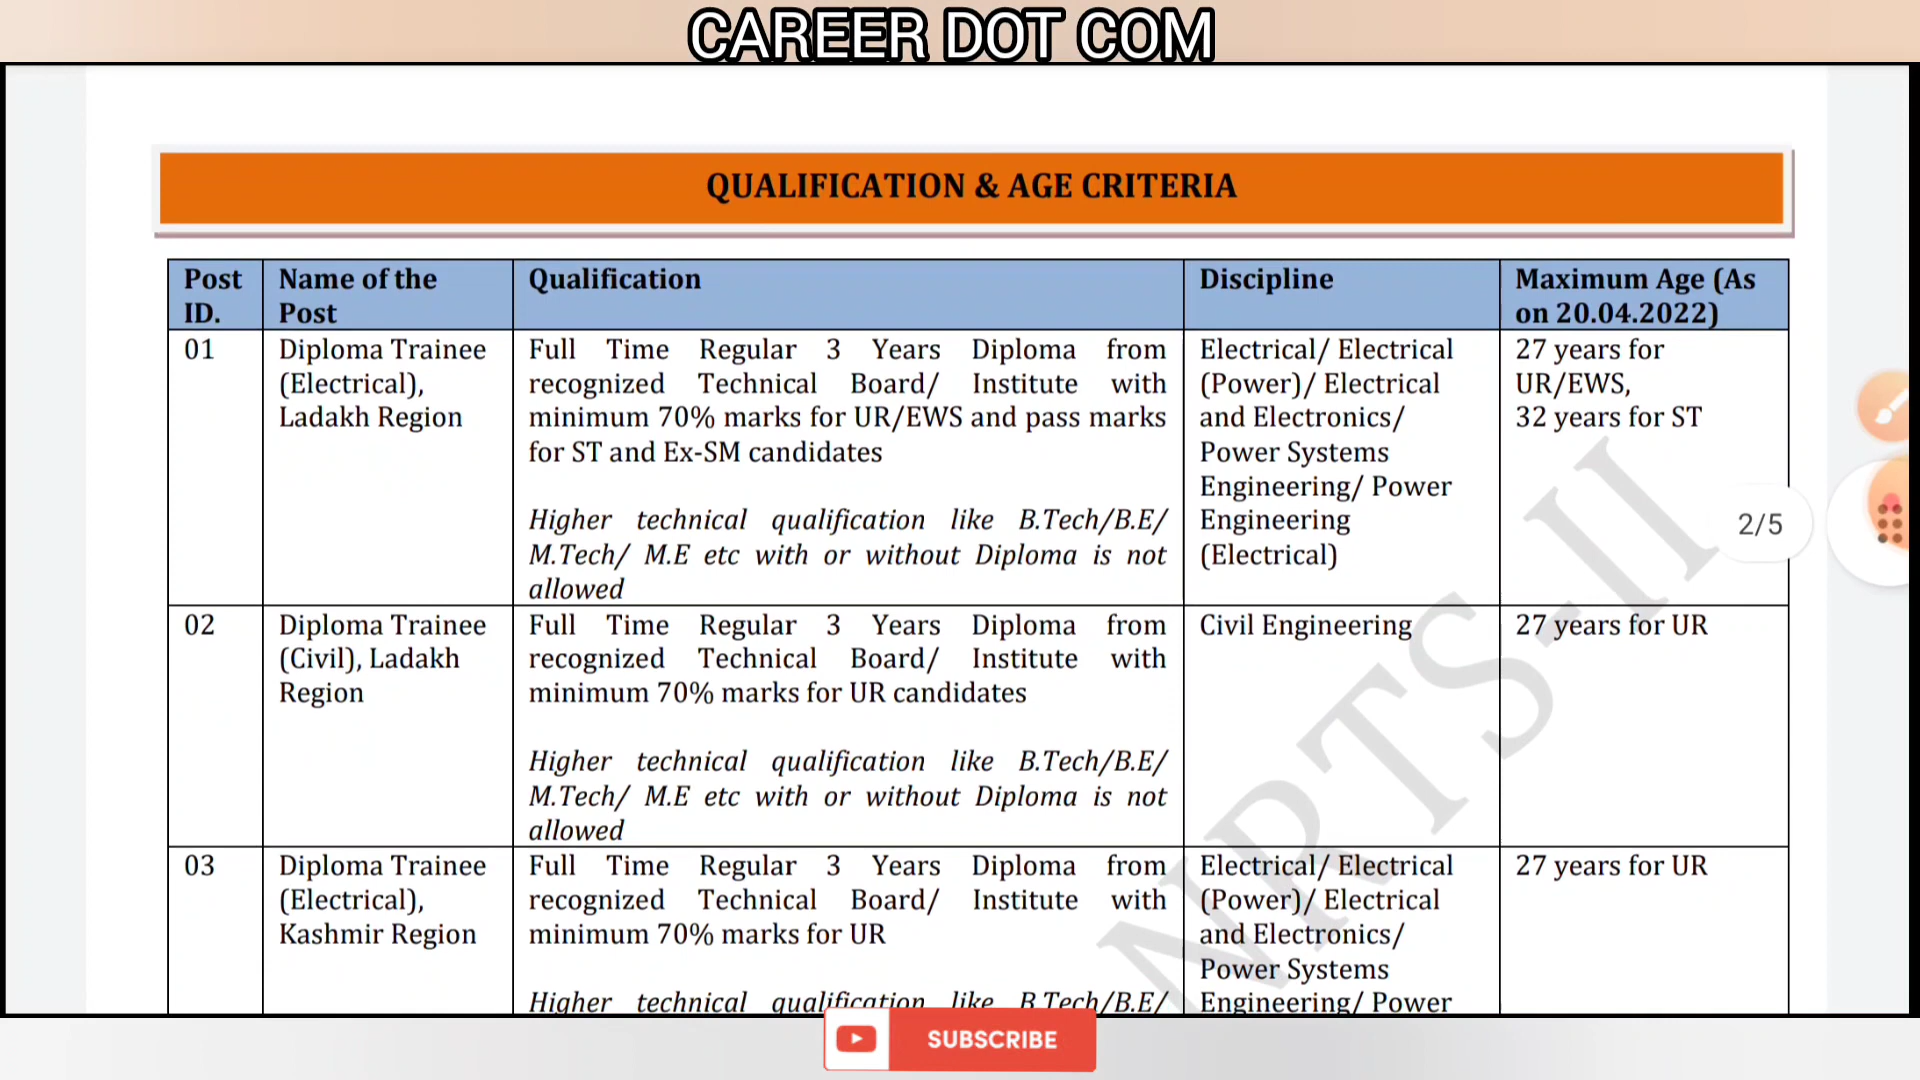 CAREER DOT COM
QUALIFICATION & AGE CRITERIA
Post ID.
Name of the Post
Qualification
Discipline
Maximum Age (As on 20.04.2022)
01
Diploma Trainee
(Electrical),
Ladakh Region
Full Time Regular 3 Years Diploma from
recognized Technical Board/ Institute with
minimum 70% marks for UR/EWS and pass marks
for ST and Ex-SM candidates
Higher technical qualification like B.Tech/B.E/
M.Tech/ M.E etc with or without Diploma is not
allowed
Electrical/ Electrical
(Power)/ Electrical
and Electronics/
Power Systems
Engineering/ Power
Engineering
(Electrical)
27 years for
UR/EWS,
32 years for ST
2/5
02
Diploma Trainee
(Civil), Ladakh
Region
Full Time Regular 3 Years Diploma from
recognized Technical Board/ Institute with
minimum 70% marks for UR candidates
Higher technical qualification like B.Tech/B.E/
M.Tech/ M.E etc with or without Diploma is not
allowed
Civil Engineering
27 years for UR
03
Diploma Trainee
(Electrical),
Kashmir Region
Full Time Regular 3 Years Diploma from
recognized Technical Board/ Institute with
minimum 70% marks for UR
Higher technical qualification like B.Tech/B.E/
Electrical/ Electrical
(Power)/ Electrical
and Electronics/
Power Systems
Engineering/ Power
27 years for UR
NRTS-II
SUBSCRIBE